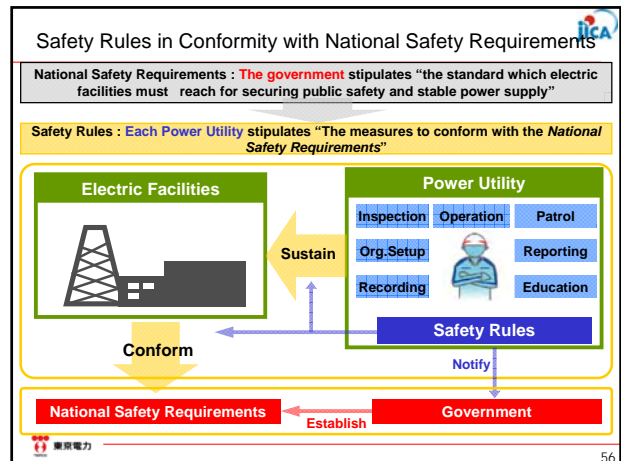 Safety Rules in Conformity with National Safety Requirements
jICA
National Safety Requirements : The government stipulates “the standard which electric
facilities must reach for securing public safety and stable power supply”
Safety Rules : Each Power Utility stipulates “The measures to conform with the National
Safety Requirements”
Electric Facilities
Power Utility
Inspection Operation Patrol
Sustain
Org.Setup Reporting
Recording Education
Safety Rules
Conform
Notify
National Safety Requirements
Establish
Government
東京電力
56